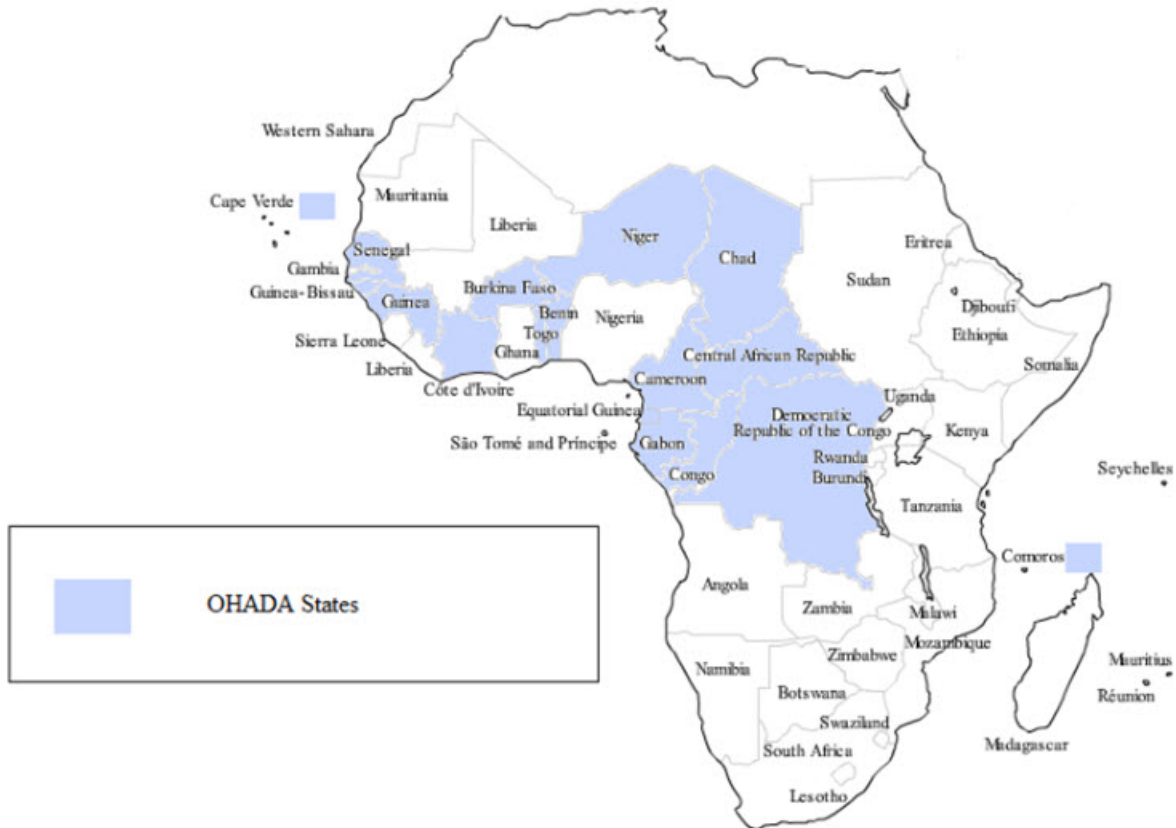 Western Sahara
Mauritania
Cape Verde
Liberia
Niger
Chad
Senegal
Eritrea
Gambia
Sudan
Guinea-Bissau
Burkina Faso
Guinea
Djibouti
Benin
Nigeria
Togo
Ethiopia
Sierra Leone
Ghana
Central African Republic
Somalia
Liberia
Cameroon
Côte d'Ivoire
Uganda
Equatorial Guinea
Democratic
Republic of the Congo
Kenya
São Tomé and Príncipe
Gabon
Rwanda
Congo
Burundi
Seychelles
Tanzania
Comoros
OHADA States
Angola
Zambia
Malawi
Mozambique
Zimbabwe
Mauritius
Namibia
Botswana
Réunion
Swaziland
South Africa
Madagascar
Lesotho